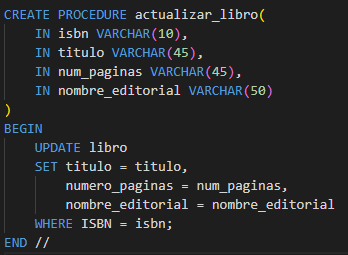 CREATE PROCEDURE actualizar_libro(
    IN isbn VARCHAR(10),
    IN titulo VARCHAR(45),
    IN num_paginas VARCHAR(45),
    IN nombre_editorial VARCHAR(50)
)
BEGIN
    UPDATE libro
    SET titulo = titulo,
        numero_paginas = num_paginas,
        nombre_editorial = nombre_editorial
    WHERE ISBN = isbn;
END //